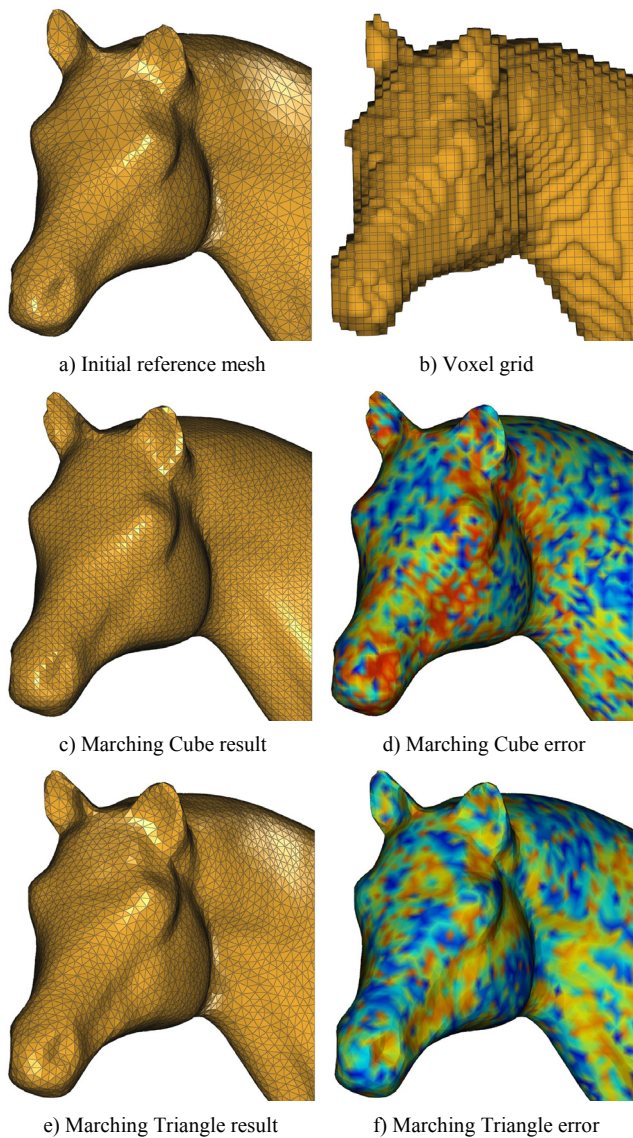 a) Initial reference mesh
b) Voxel grid
c) Marching Cube result
d) Marching Cube error
e) Marching Triangle result
f) Marching Triangle error